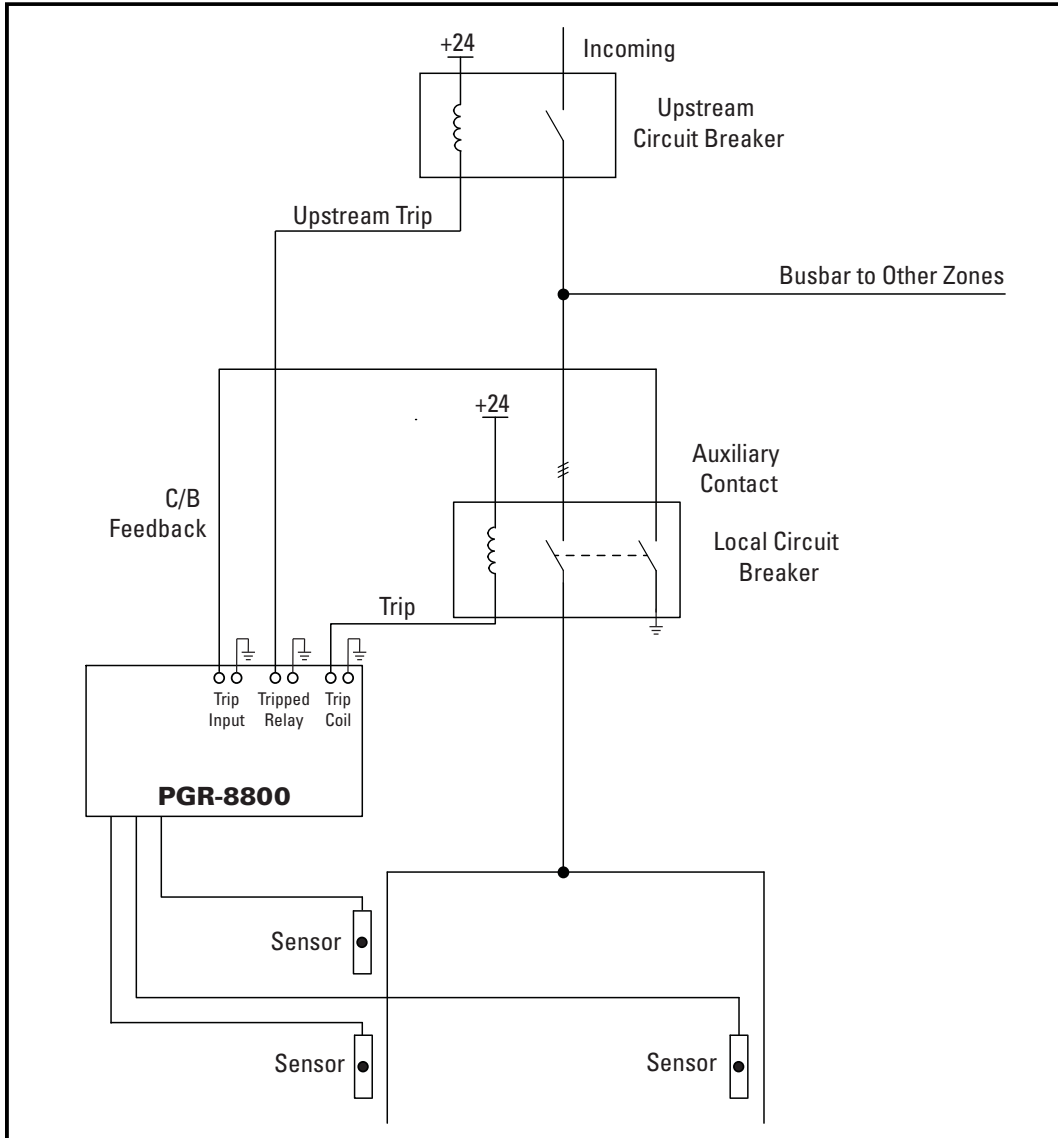 +24
Incoming
Upstream
Circuit Breaker
Upstream Trip
Busbar to Other Zones
+24
Auxiliary
Contact
C/B
Feedback
Local Circuit
Breaker
Trip
Trip
Input
Tripped
Relay
Trip
Coil
PGR-8800
Sensor
Sensor
Sensor